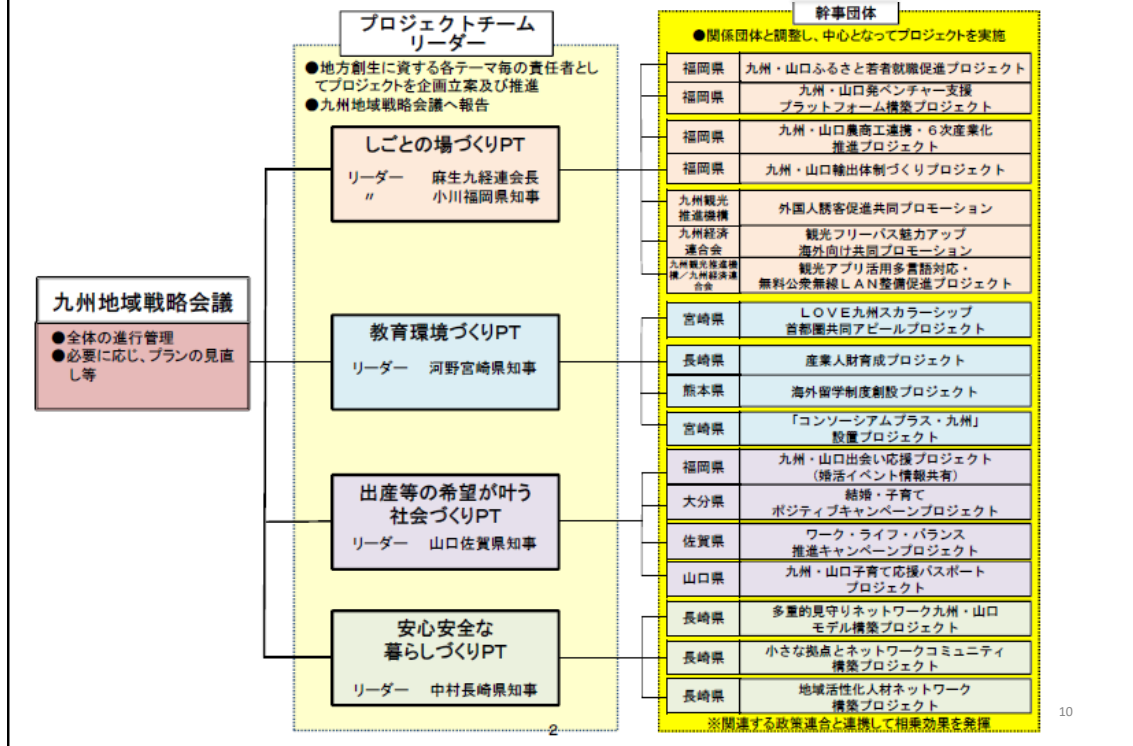 プロジェクトチーム
リーダー
●地方創生に資する各テーマ毎の責任者とし
てプロジェクトを企画立案及び推進
●九州地域戦略会議へ報告
九州地域戦略会議
●全体の進行管理
●必要に応じ、プランの見直
し等
しごとの場づくりPT
リーダー 麻生九経連会長
〃 小川福岡県知事
教育環境づくりPT
リーダー 河野宮崎県知事
出産等の希望が叶う
社会づくりPT
リーダー 山口佐賀県知事
安心安全な
暮らしづくりPT
リーダー 中村長崎県知事
2
幹事団体
●関係団体と調整し、中心となってプロジェクトを実施
福岡県 九州・山口ふるさと若者就職促進プロジェクト
福岡県
九州・山口発ベンチャー支援
プラットフォーム構築プロジェクト
福岡県
九州・山口農商工連携・6次産業化
推進プロジェクト
福岡県 九州・山口輸出体制づくりプロジェクト
九州観光
推進機構
外国人誘客促進共同プロモーション
九州経済
連合会
観光フリーパス魅力アップ
海外向け共同プロモーション
九州観光推進機
構/九州経済連
合会
観光アプリ活用多言語対応・
無料公衆無線LAN整備促進プロジェクト
宮崎県
LOVE九州スカラーシップ
首都圏共同アピールプロジェクト
長崎県 産業人財育成プロジェクト
熊本県 海外留学制度創設プロジェクト
宮崎県
「コンソーシアムプラス・九州」
設置プロジェクト
福岡県
九州・山口出会い応援プロジェクト
(婚活イベント情報共有)
大分県
結婚・子育て
ポジティブキャンペーンプロジェクト
佐賀県
ワーク・ライフ・バランス
推進キャンペーンプロジェクト
山口県
九州・山口子育て応援パスポート
プロジェクト
長崎県
多重的見守りネットワーク九州・山口
モデル構築プロジェクト
長崎県
小さな拠点とネットワークコミュニティ
構築プロジェクト
長崎県
地域活性化人材ネットワーク
構築プロジェクト
※関連する政策連合と連携して相乗効果を発揮
10